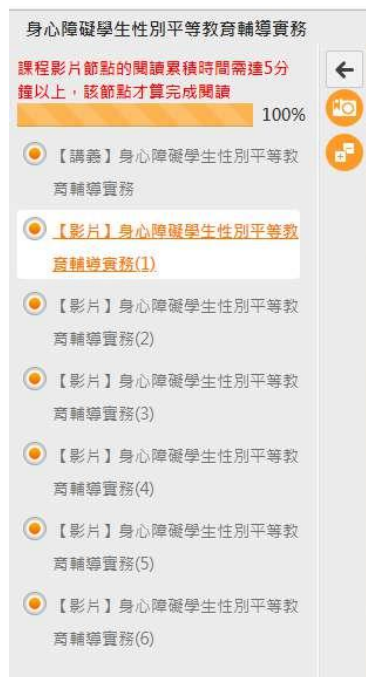 身心障礙學生性別平等教育輔導實務
課程影片節點的閱讀累積時間需達5分
鐘以上，該節點才算完成閱讀
100%
【講義】身心障礙學生性別平等教
育輔導實務
【影片】身心障礙學生性別平等教
育輔導實務(1)
【影片】身心障礙學生性別平等教
育輔導實務(2)
【影片】身心障礙學生性別平等教
育輔導實務(3)
【影片】身心障礙學生性別平等教
育輔導實務(4)
【影片】身心障礙學生性別平等教
育輔導實務(5)
【影片】身心障礙學生性別平等教
育輔導實務(6)